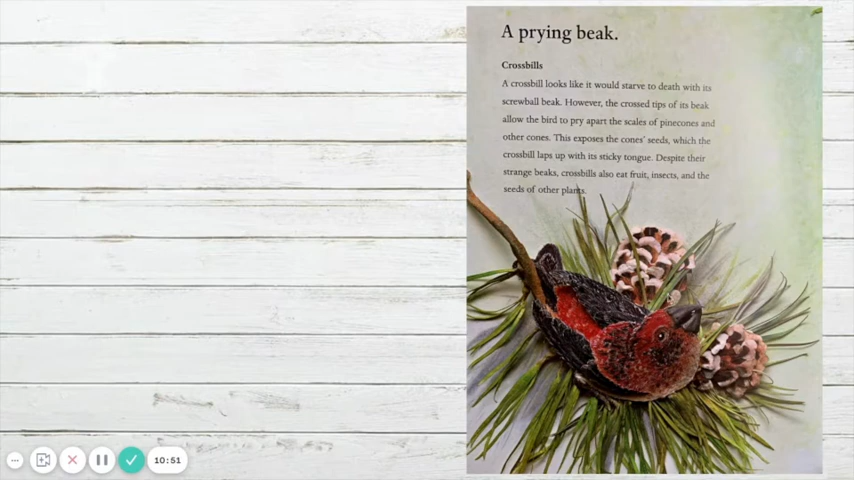 A prying beak.
Crossbills
A crossbill looks like it would starve to death with its
screwball beak. However, the crossed tips of its beak
allow the bird to pry apart the scales of pinecones and
other cones. This exposes the cones' seeds, which the
crossbill laps up with its sticky tongue. Despite their
strange beaks, crossbills also eat fruit, insects, and the
seeds of other plants.
10:51